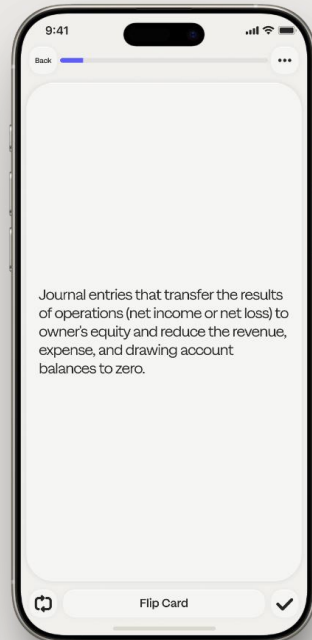 9:41
Back
Journal entries that transfer the results
of operations (net income or net loss) to
owner's equity and reduce the revenue,
expense, and drawing account
balances to zero.
Flip Card